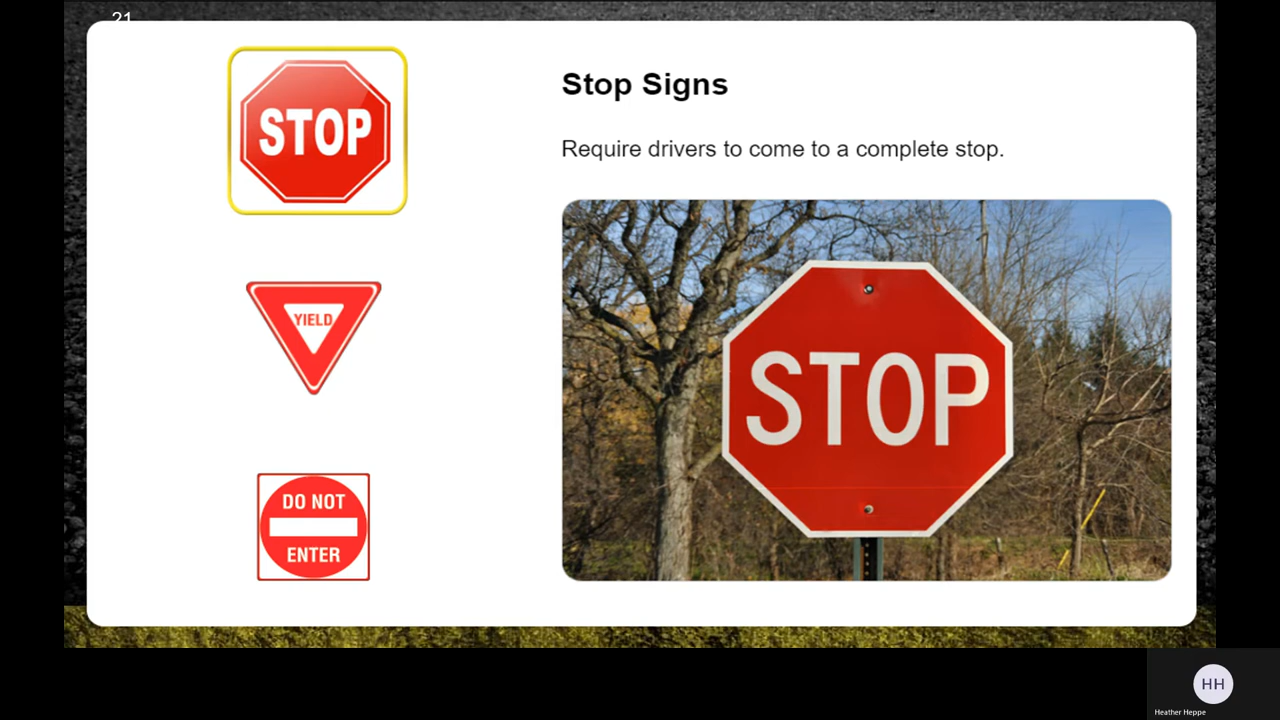 21
STOP
Stop Signs
Require drivers to come to a complete stop.
YIELD
STOP
DO NOT
ENTER
HH
Heather Heppe